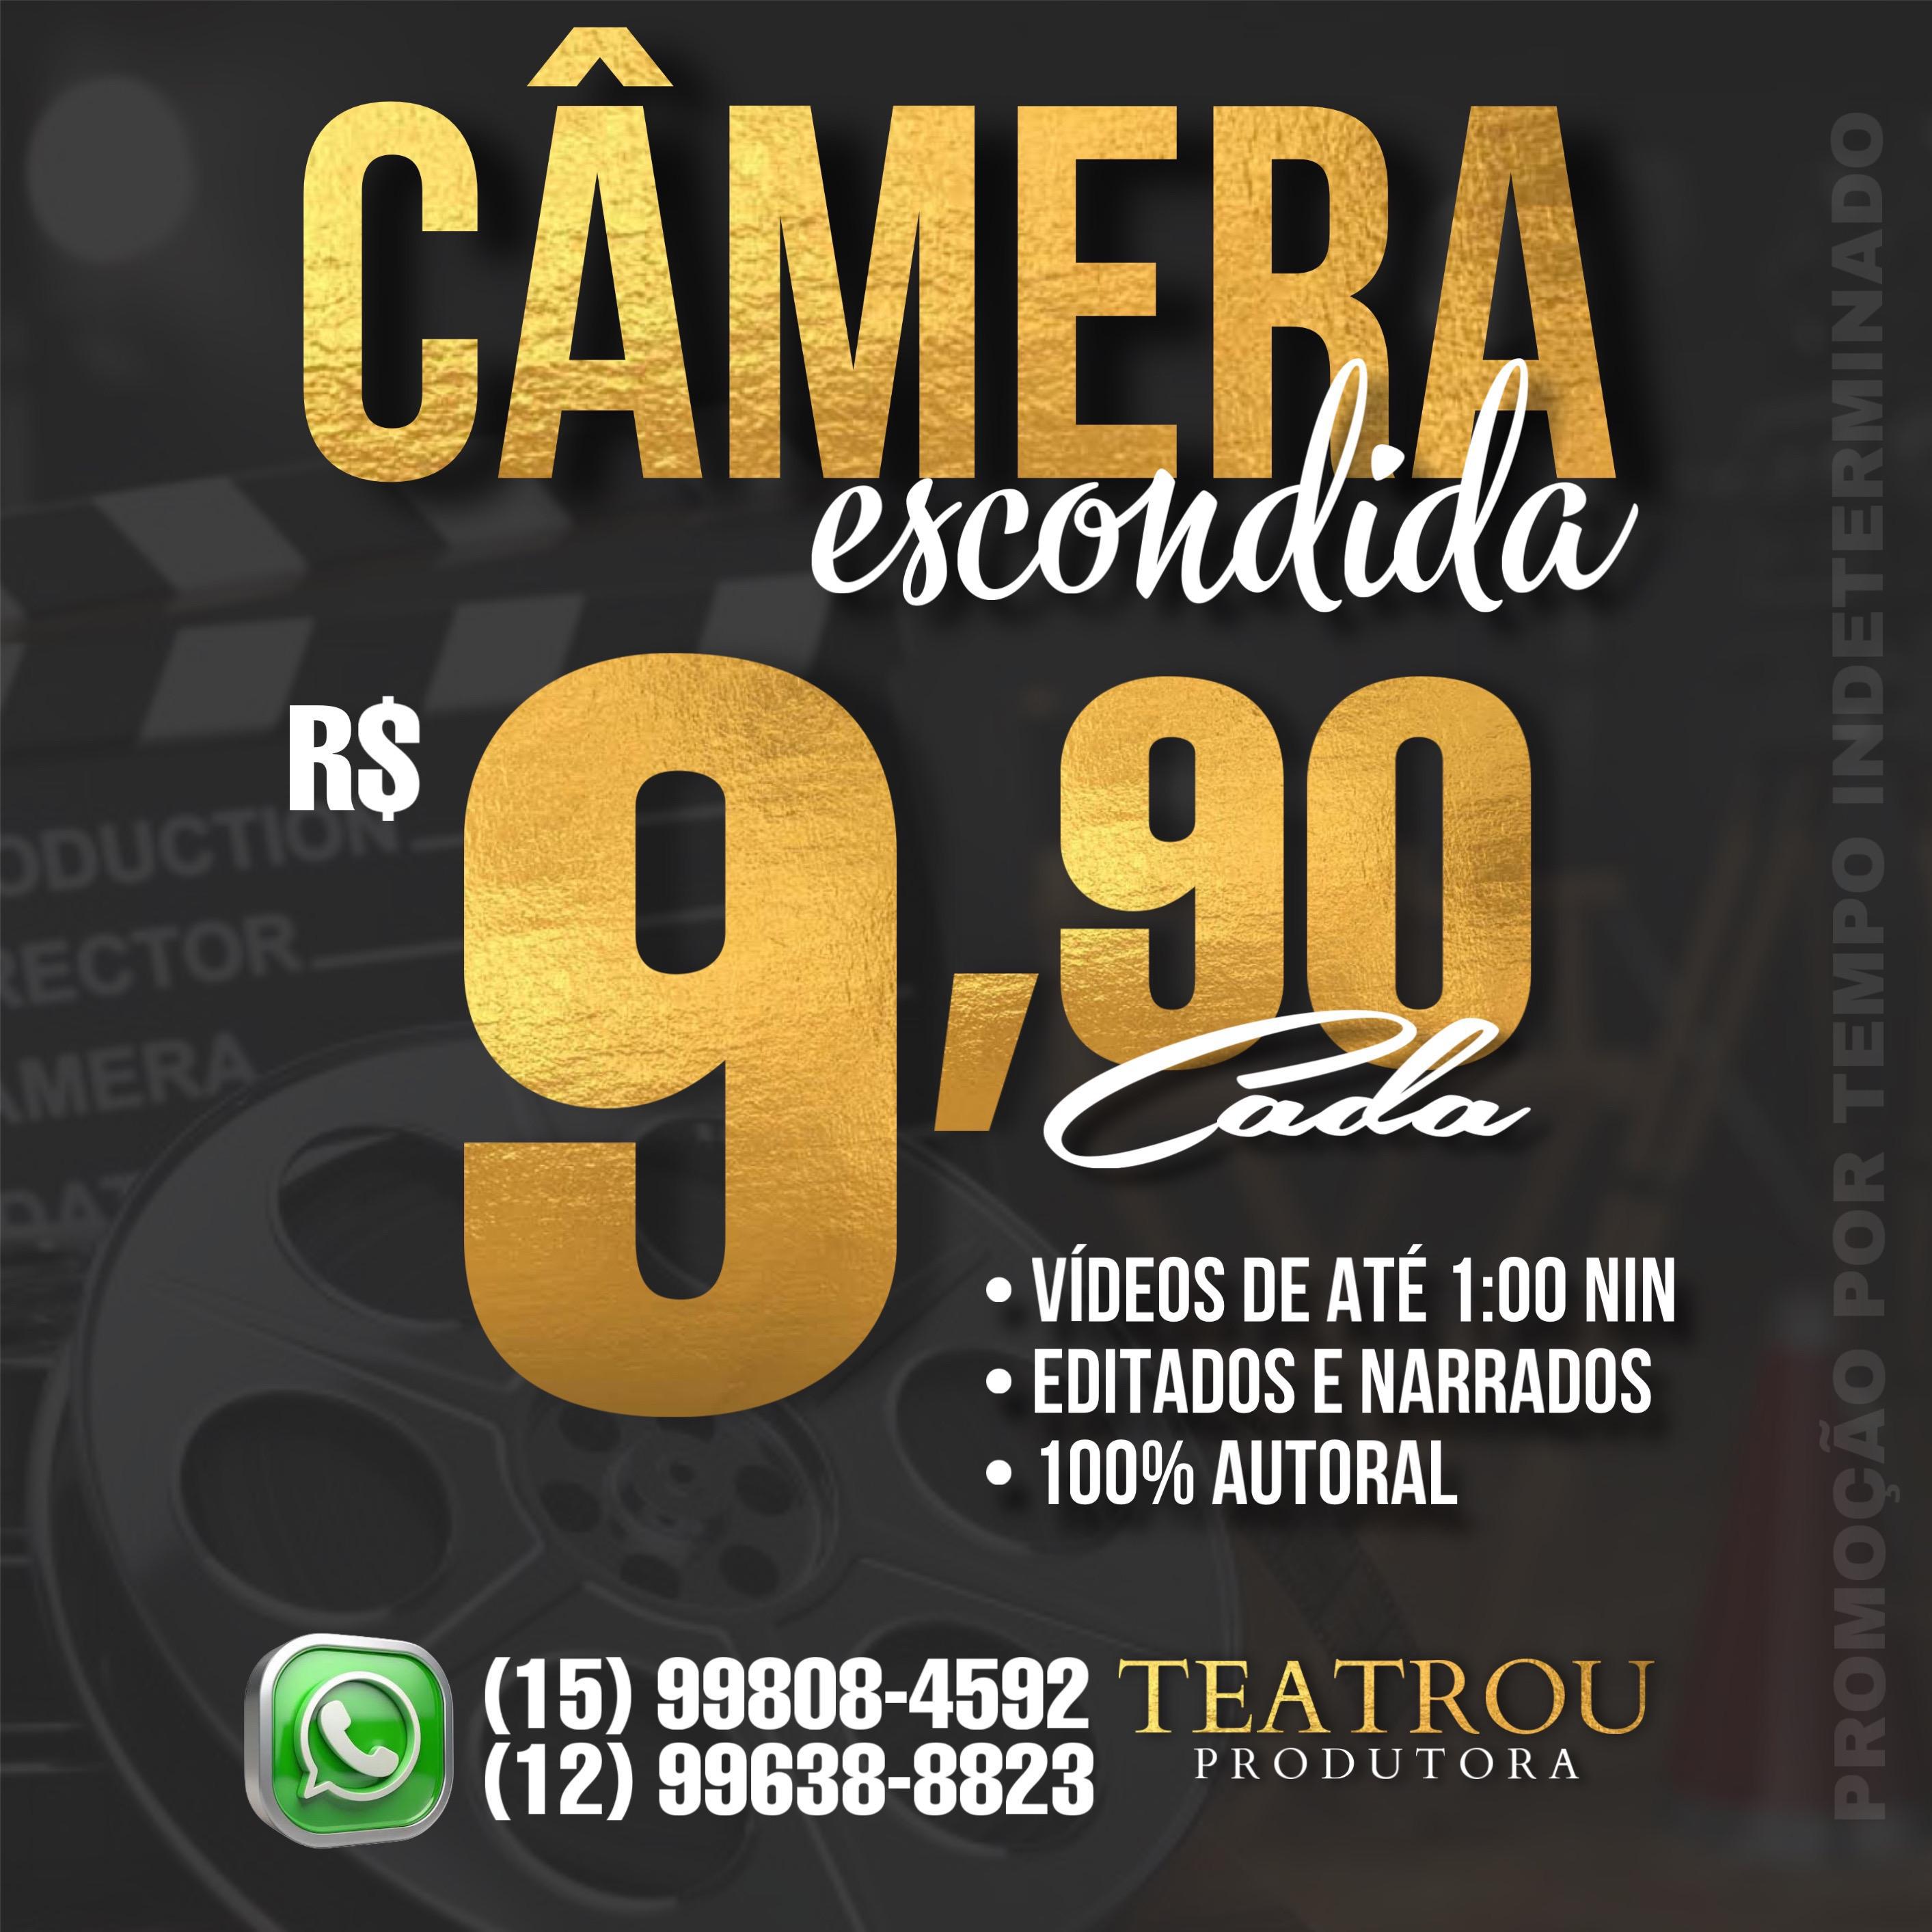 CÂMERA
escondida
R$ 9,90
Cada
• VÍDEOS DE ATÉ 1:00 NIN
• EDITADOS E NARRADOS
• 100% AUTORAL
(15) 99808-4592
(12) 99638-8823
TEATROU
PRODUTORA
PROMOÇÃO POR TEMPO INDETERMINADO
ODUCTION
RECTOR
AMERA
DAT